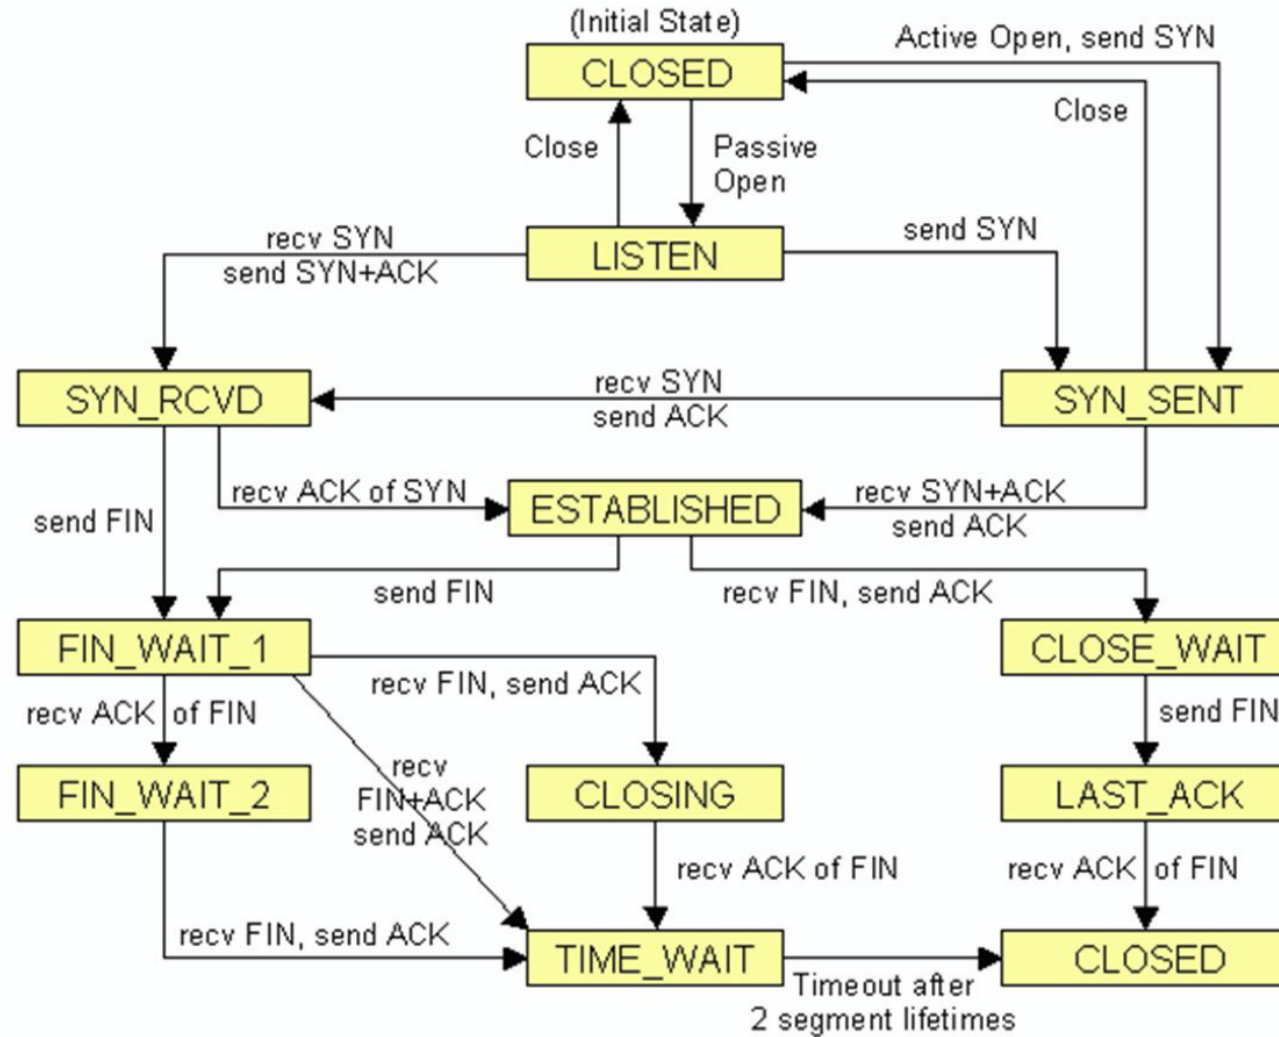 (Initial State)
CLOSED
Active Open, send SYN
Close
Close
Passive
Open
LISTEN
recv SYN
send SYN+ACK
send SYN
SYN_RCVD
recv SYN
send ACK
SYN_SENT
recv ACK of SYN
ESTABLISHED
recv SYN+ACK
send ACK
send FIN
send FIN
recv FIN, send ACK
FIN_WAIT_1
CLOSE_WAIT
recv FIN, send ACK
recv ACK of FIN
send FIN
FIN_WAIT_2
recv
FIN+ACK
send ACK
CLOSING
LAST_ACK
recv ACK of FIN
recv ACK of FIN
recv FIN, send ACK
TIME_WAIT
CLOSED
Timeout after
2 segment lifetimes